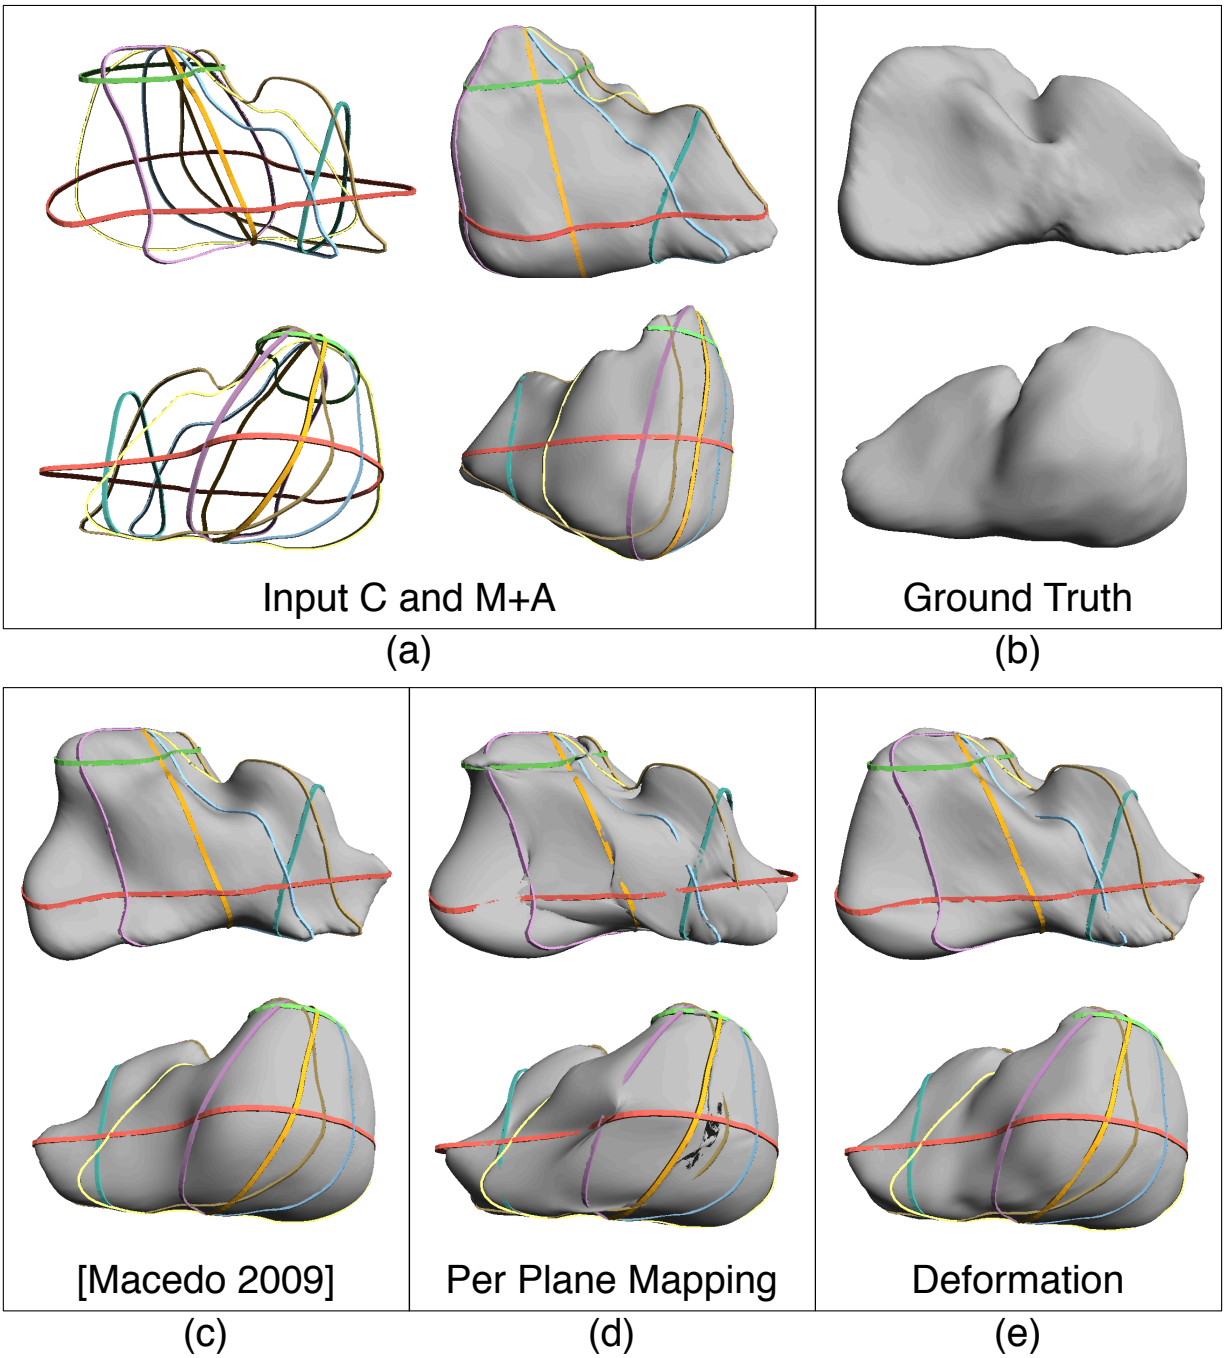 Input C and M+A
Ground Truth
(a)
(b)
[Macedo 2009]
Per Plane Mapping
Deformation
(c)
(d)
(e)